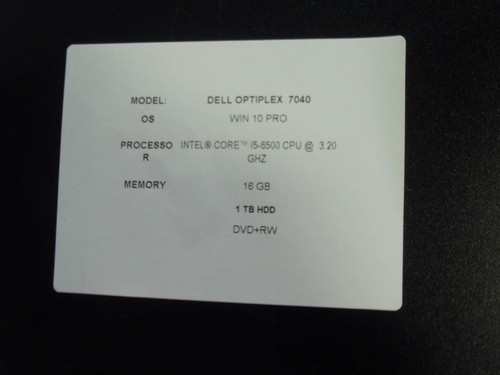 MODEL: DELL OPTIPLEX 7040
OS WIN 10 PRO
PROCESSO INTEL® CORE™ I5-6500 CPU @ 3.20
R GHZ
MEMORY 16 GB
1 TB HDD
DVD+RW